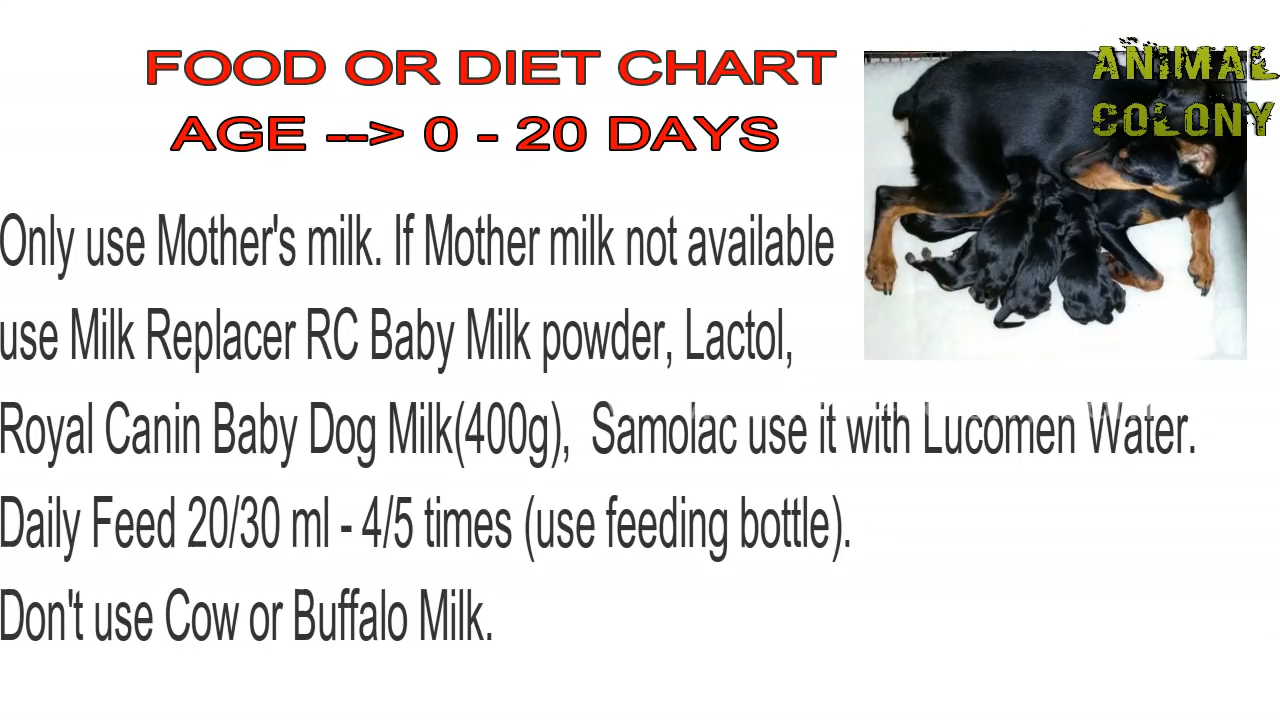 FOOD OR DIET CHART
AGE --> 0 - 20 DAYS
ANIMAL
COLONY
Only use Mother's milk. If Mother milk not available
use Milk Replacer RC Baby Milk powder, Lactol,
Royal Canin Baby Dog Milk(400g), Samolac use it with Lucomen Water.
Daily Feed 20/30 ml - 4/5 times (use feeding bottle).
Don't use Cow or Buffalo Milk.